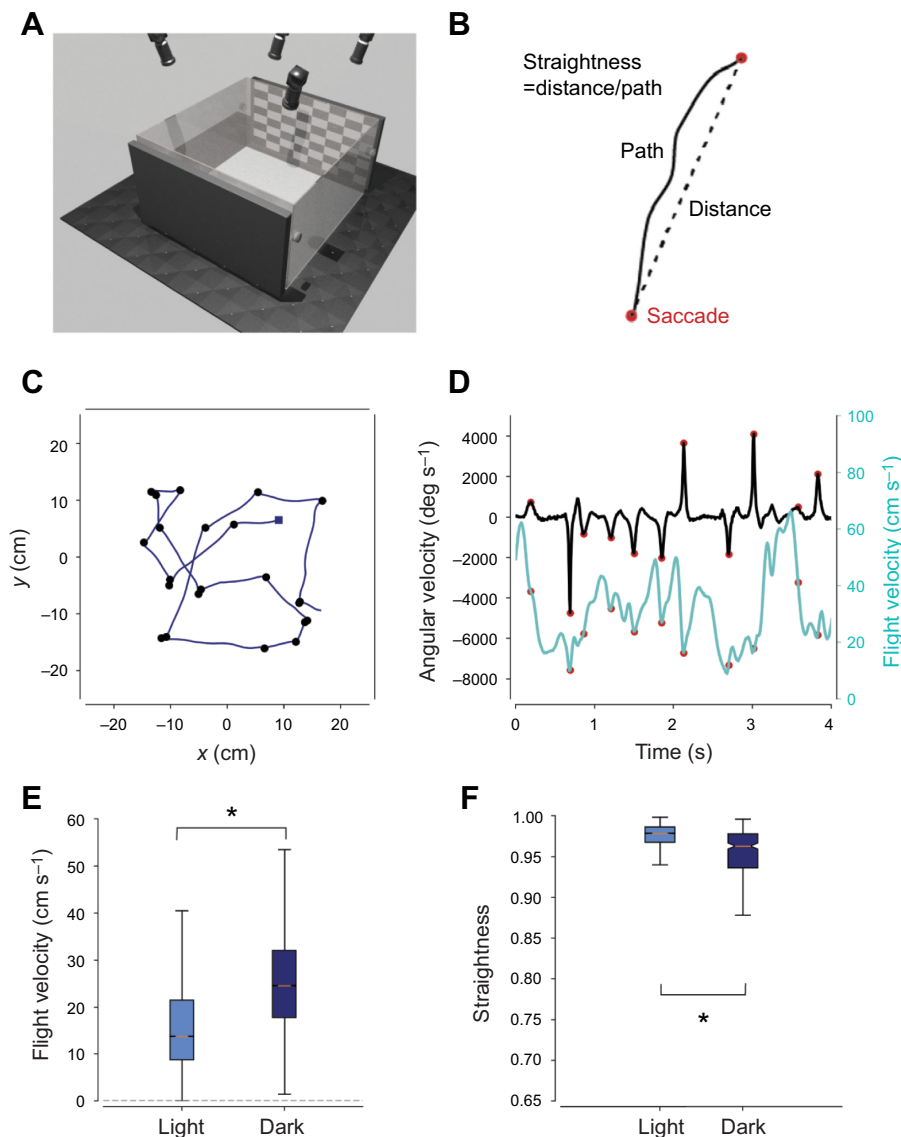 A
B
Straightness
=distance/path
Path
Distance
Saccade
C
20
10
0
–10
–20
y (cm)
–20 –10 0 10 20
x (cm)
D
Angular velocity (deg s–1)
4000
2000
0
–2000
–4000
–6000
–8000
100
80
60
40
20
0
Flight velocity (cm s–1)
0 1 2 3 4
Time (s)
E
Flight velocity (cm s–1)
60
50
40
30
20
10
0
*
Light Dark
F
Straightness
1.00
0.95
0.90
0.85
0.80
0.75
0.70
0.65
*
Light Dark